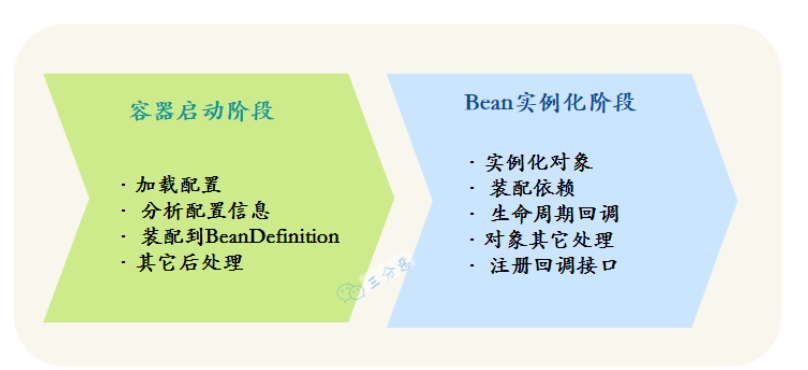 容器启动阶段
· 加载配置
· 分析配置信息
· 装配到BeanDefinition
· 其它后处理
Bean实例化阶段
· 实例化对象
· 装配依赖
· 生命周期回调
· 对象其它处理
· 注册回调接口
三分恶